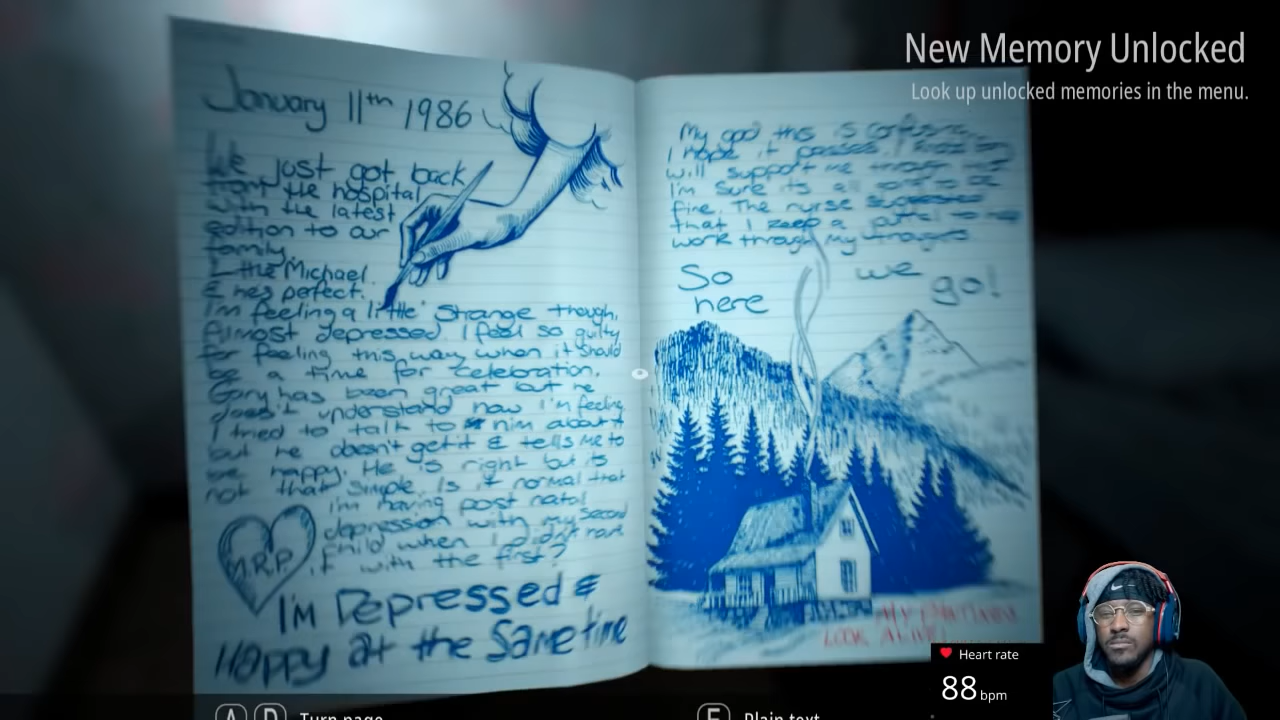 New Memory Unlocked
Look up unlocked memories in the menu.
January 11th 1986
We just got back
from the hospital
with the latest
edition to our
family
Little Michael
& he's perfect.
I'm feeling a 'little' strange though,
Almost depressed I feel so guilty
for feeling this way when it should
be a time for celebration.
Gary has been great but he
doesn't understand how I'm feeling
I tried to talk to him about it
but he doesn't get it & tells me to
be happy. He is right but its
not that simple. Is it normal that
i'm having post natal
depression with my second
child when I didn't have
it with the first?
M.R.P
I'm Depressed &
Happy at the Same time
My god this is confusing,
I hope it passes. I know
will support me through
I'm sure its all going to be
fine. The nurse suggested
that I keep a
work through my thoughts
So we
here go!
LOOK ALIVE!
Heart rate
88 bpm
A D Turn page
E Plain text